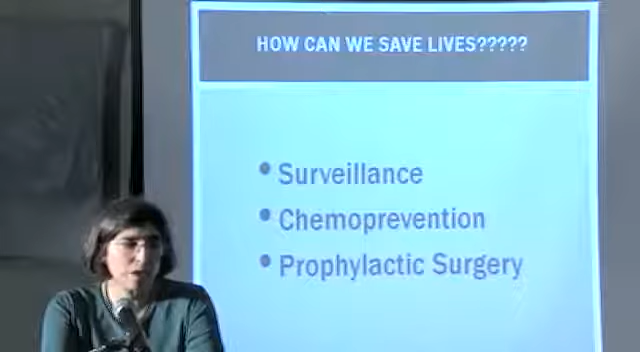 HOW CAN WE SAVE LIVES?????
• Surveillance
• Chemoprevention
• Prophylactic Surgery